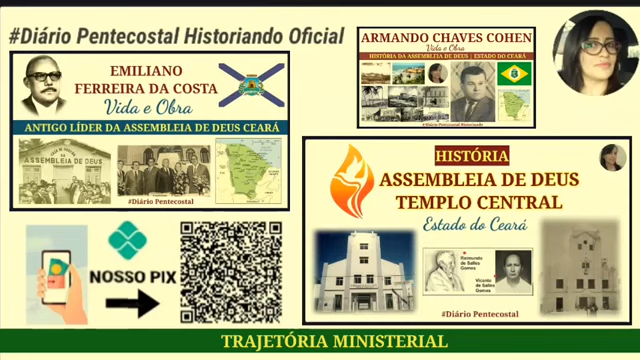 #Diário Pentecostal Historiando Oficial
EMILIANO
FERREIRA DA COSTA
Vida e Obra
ANTIGO LÍDER DA ASSEMBLEIA DE DEUS CEARÁ
ASSEMBLEIA DE DEUS
#Diário Pentecostal
ARMANDO CHAVES COHEN
Vida e Obra
HISTÓRIA DA ASSEMBLEIA DE DEUS | ESTADO DO CEARÁ
#Diário Pentecostal Historiando
HISTÓRIA
ASSEMBLEIA DE DEUS
TEMPLO CENTRAL
Estado do Ceará
Raimundo
de Salles
Gomes
Vicente
de Salles
Gomes
#Diário Pentecostal
NOSSO PIX
TRAJETÓRIA MINISTERIAL